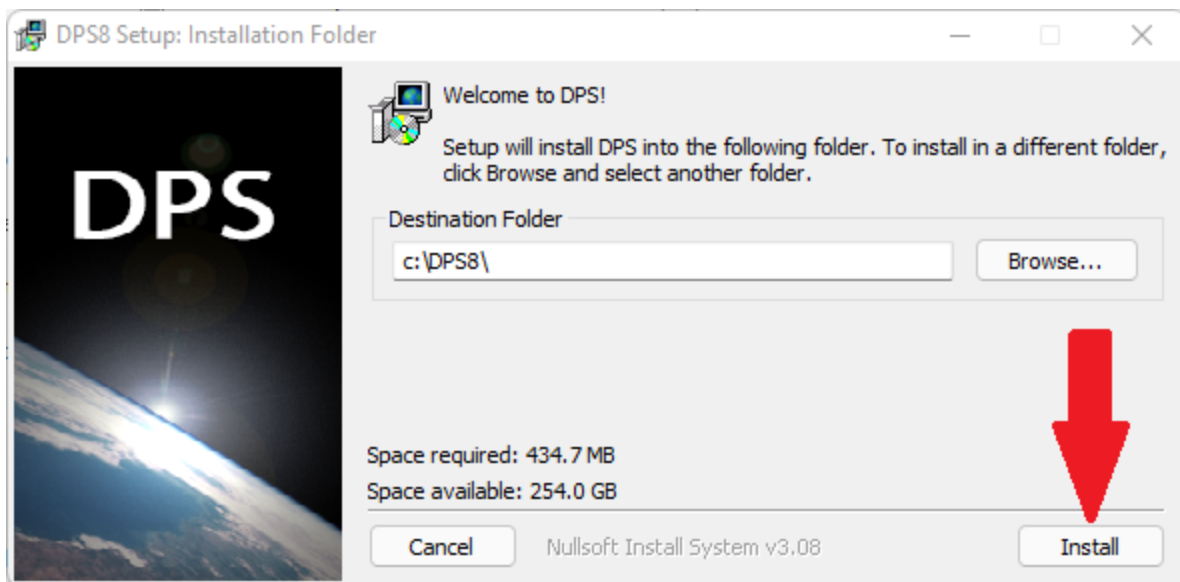 DPS8 Setup: Installation Folder
DPS
Welcome to DPS!
Setup will install DPS into the following folder. To install in a different folder,
click Browse and select another folder.
Destination Folder
c:\DPS8\
Browse...
Space required: 434.7 MB
Space available: 254.0 GB
Cancel
Nullsoft Install System v3.08
Install